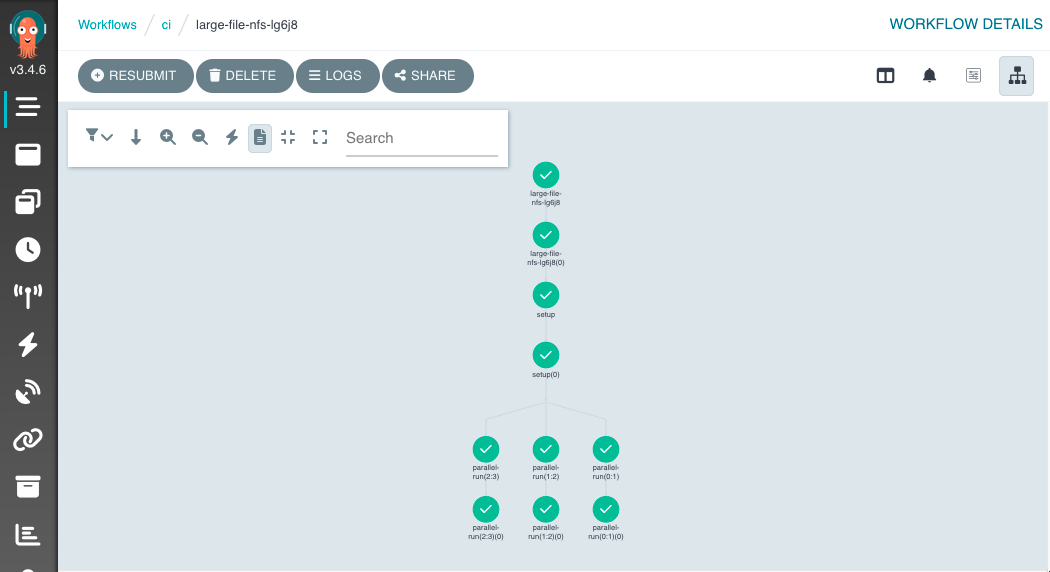 Workflows / ci / large-file-nfs-lg6j8
WORKFLOW DETAILS
v3.4.6
RESUBMIT
DELETE
LOGS
SHARE
Search
large-file-
nfs-lg6j8
large-file-
nfs-lg6j8(0)
setup
setup(0)
parallel-
run(2:3)
parallel-
run(1:2)
parallel-
run(0:1)
parallel-
run(2:3)(0)
parallel-
run(1:2)(0)
parallel-
run(0:1)(0)